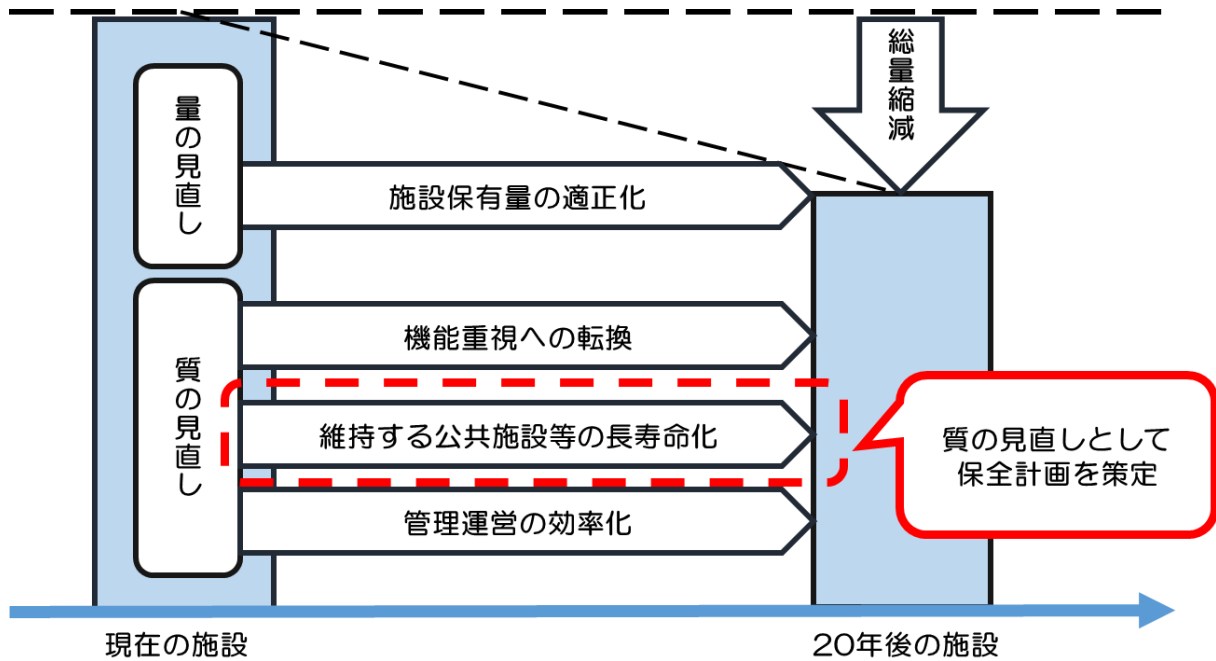 総量縮減
量の見直し
施設保有量の適正化
質の見直し
機能重視への転換
維持する公共施設等の長寿命化
管理運営の効率化
質の見直しとして
保全計画を策定
現在の施設
20年後の施設